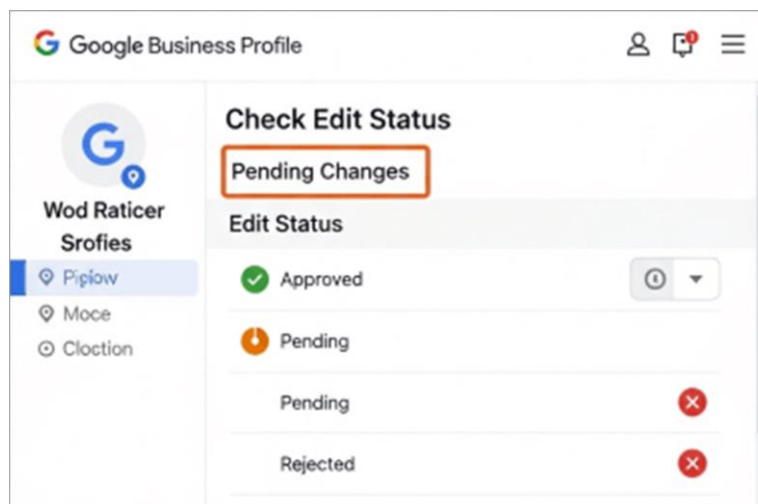 Google Business Profile
Check Edit Status
Pending Changes
Wod Raticer
Srofies
Edit Status
Piplow
Approved
Moce
Pending
Cloction
Pending
Rejected